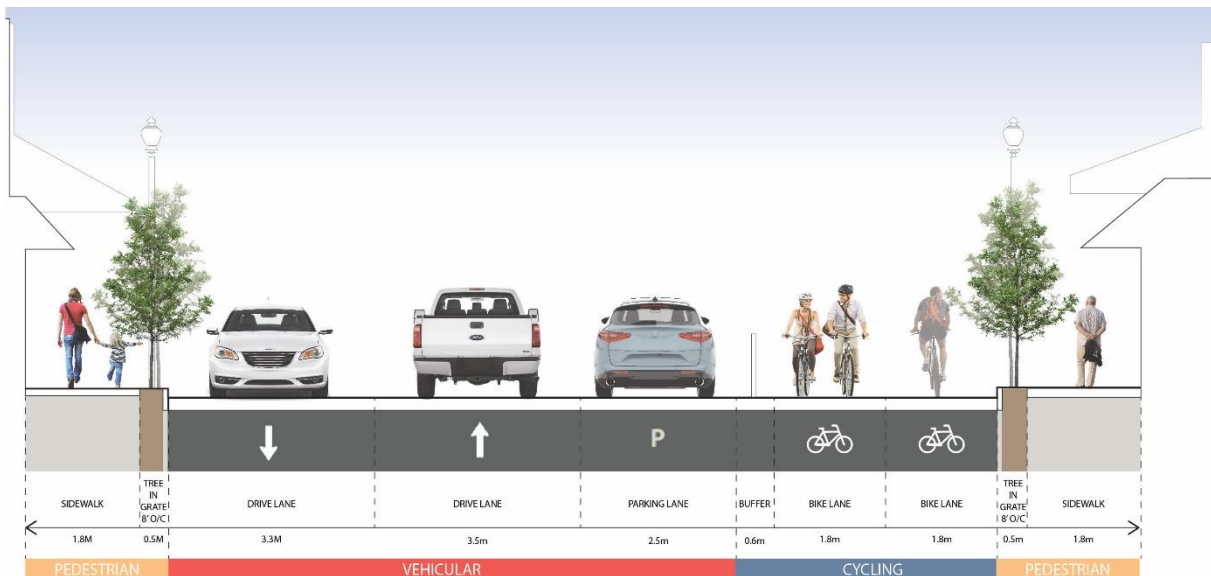 P
TREE
IN
GRATE
8' O/C
SIDEWALK
DRIVE LANE
DRIVE LANE
PARKING LANE
BUFFER
BIKE LANE
BIKE LANE
TREE
IN
GRATE
8' O/C
SIDEWALK
1.8M
0.5M
3.3M
3.5m
2.5m
0.6m
1.8m
1.8m
0.5m
1.8m
PEDESTRIAN
VEHICULAR
CYCLING
PEDESTRIAN